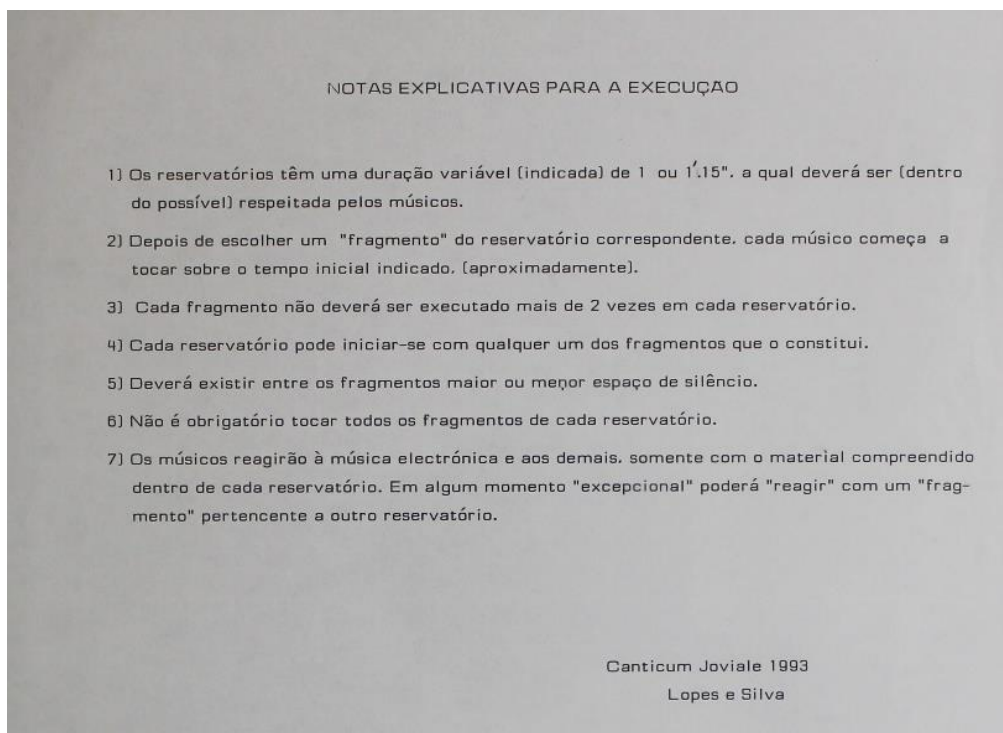 NOTAS EXPLICATIVAS PARA A EXECUÇÃO
1) Os reservatórios têm uma duração variável (indicada) de 1 ou 1'.15". a qual deverá ser (dentro
do possível) respeitada pelos músicos.
2) Depois de escolher um "fragmento" do reservatório correspondente. cada músico começa a
tocar sobre o tempo inicial indicado. (aproximadamente).
3) Cada fragmento não deverá ser executado mais de 2 vezes em cada reservatório.
4) Cada reservatório pode iniciar-se com qualquer um dos fragmentos que o constitui.
5) Deverá existir entre os fragmentos maior ou menor espaço de silêncio.
6) Não é obrigatório tocar todos os fragmentos de cada reservatório.
7) Os músicos reagirão à música electrónica e aos demais. somente com o material compreendido
dentro de cada reservatório. Em algum momento "excepcional" poderá "reagir" com um "frag-
mento" pertencente a outro reservatório.
Canticum Joviale 1993
Lopes e Silva